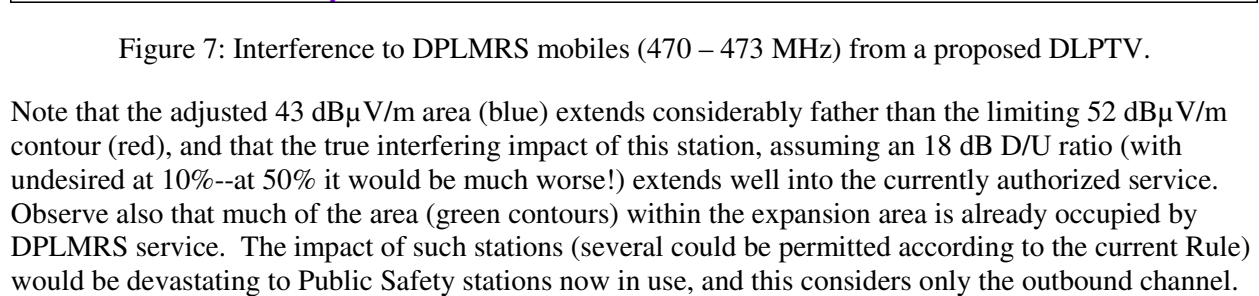 Figure 7: Interference to DPLMRS mobiles (470 – 473 MHz) from a proposed DLPTV.
Note that the adjusted 43 dBμV/m area (blue) extends considerably father than the limiting 52 dBμV/m
contour (red), and that the true interfering impact of this station, assuming an 18 dB D/U ratio (with
undesired at 10%--at 50% it would be much worse!) extends well into the currently authorized service.
Observe also that much of the area (green contours) within the expansion area is already occupied by
DPLMRS service.  The impact of such stations (several could be permitted according to the current Rule)
would be devastating to Public Safety stations now in use, and this considers only the outbound channel.